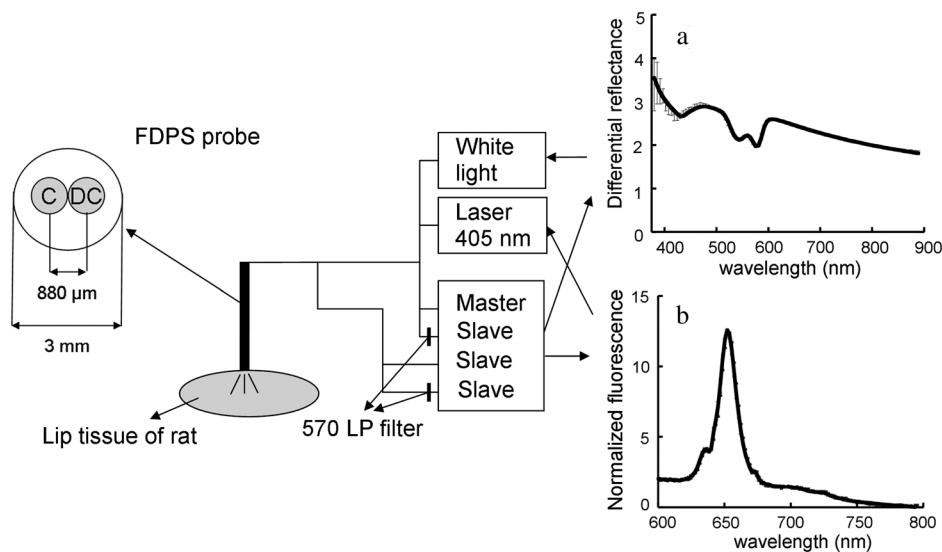 FDPS probe
C
DC
880 µm
3 mm
Lip tissue of rat
570 LP filter
White
light
Laser
405 nm
Master
Slave
Slave
Slave
a
Differential reflectance
5
4
3
2
1
0
400 500 600 700 800 900
wavelength (nm)
b
Normalized fluorescence
15
10
5
0
600 650 700 750 800
wavelength (nm)